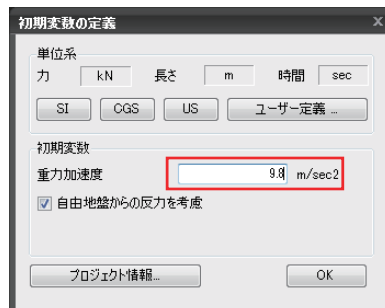 初期変数の定義 x
単位系
力 kN 長さ m 時間 sec
SI CGS US ユーザー定義 ...
初期変数
重力加速度 9.8 m/sec2
自由地盤からの反力を考慮
プロジェクト情報... OK